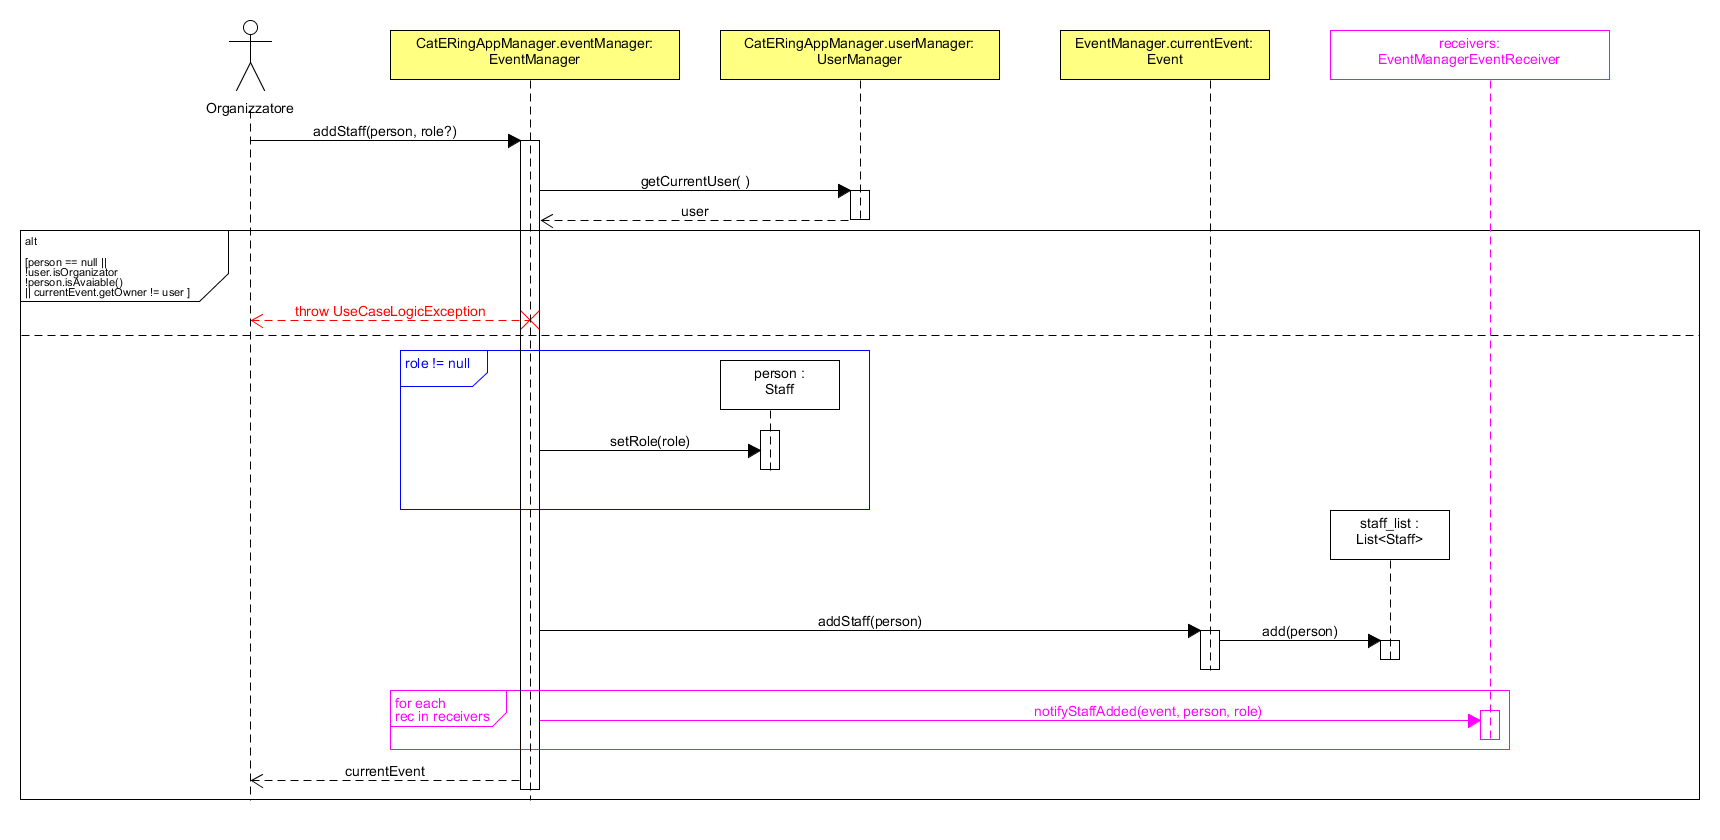 CatERingAppManager.eventManager:
EventManager
CatERingAppManager.userManager:
UserManager
EventManager.currentEvent:
Event
receivers:
EventManagerEventReceiver
Organizzatore
addStaff(person, role?)
getCurrentUser( )
user
alt
[person == null ||
!user.isOrganizator
!person.isAvaiable()
|| currentEvent.getOwner != user ]
throw UseCaseLogicException
role != null
person :
Staff
setRole(role)
staff_list :
List<Staff>
addStaff(person)
add(person)
for each
rec in receivers
notifyStaffAdded(event, person, role)
currentEvent